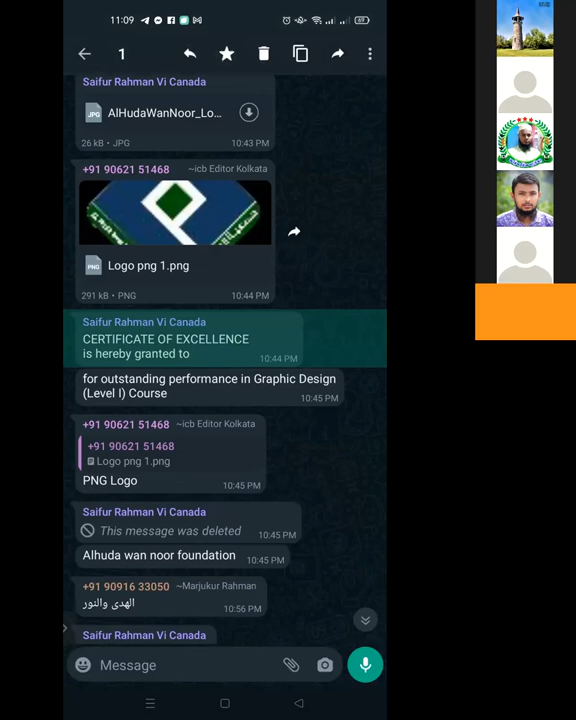 11:09
69
1
Saifur Rahman Vi Canada
JPG
AlHudaWanNoor_Lo...
26 kB • JPG
10:43 PM
+91 90621 51468 ~icb Editor Kolkata
PNG
Logo png 1.png
291 kB • PNG
10:44 PM
Saifur Rahman Vi Canada
CERTIFICATE OF EXCELLENCE
is hereby granted to
10:44 PM
for outstanding performance in Graphic Design
(Level I) Course
10:45 PM
+91 90621 51468 ~icb Editor Kolkata
+91 90621 51468
Logo png 1.png
PNG Logo
10:45 PM
Saifur Rahman Vi Canada
This message was deleted
10:45 PM
Alhuda wan noor foundation
10:45 PM
+91 90916 33050 ~Marjukur Rahman
الهدى والنور
10:56 PM
Saifur Rahman Vi Canada
Message